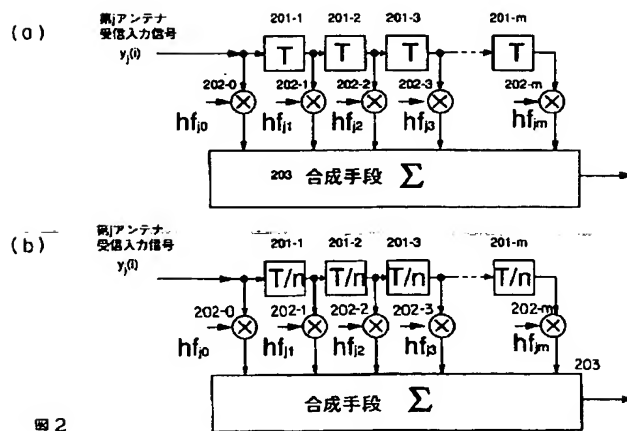 (a)
第jアンテナ
受信入力信号
yj(i)
201-1 201-2 201-3 201-m
T T T T
202-0 202-1 202-2 202-3 202-m
hfj0 hfj1 hfj2 hfj3 hfjm
203 合成手段 Σ
(b)
第jアンテナ
受信入力信号
yj(i)
201-1 201-2 201-3 201-m
T/n T/n T/n T/n
202-0 202-1 202-2 202-3 202-m
hfj0 hfj1 hfj2 hfj3 hfjm
203
合成手段 Σ
図2